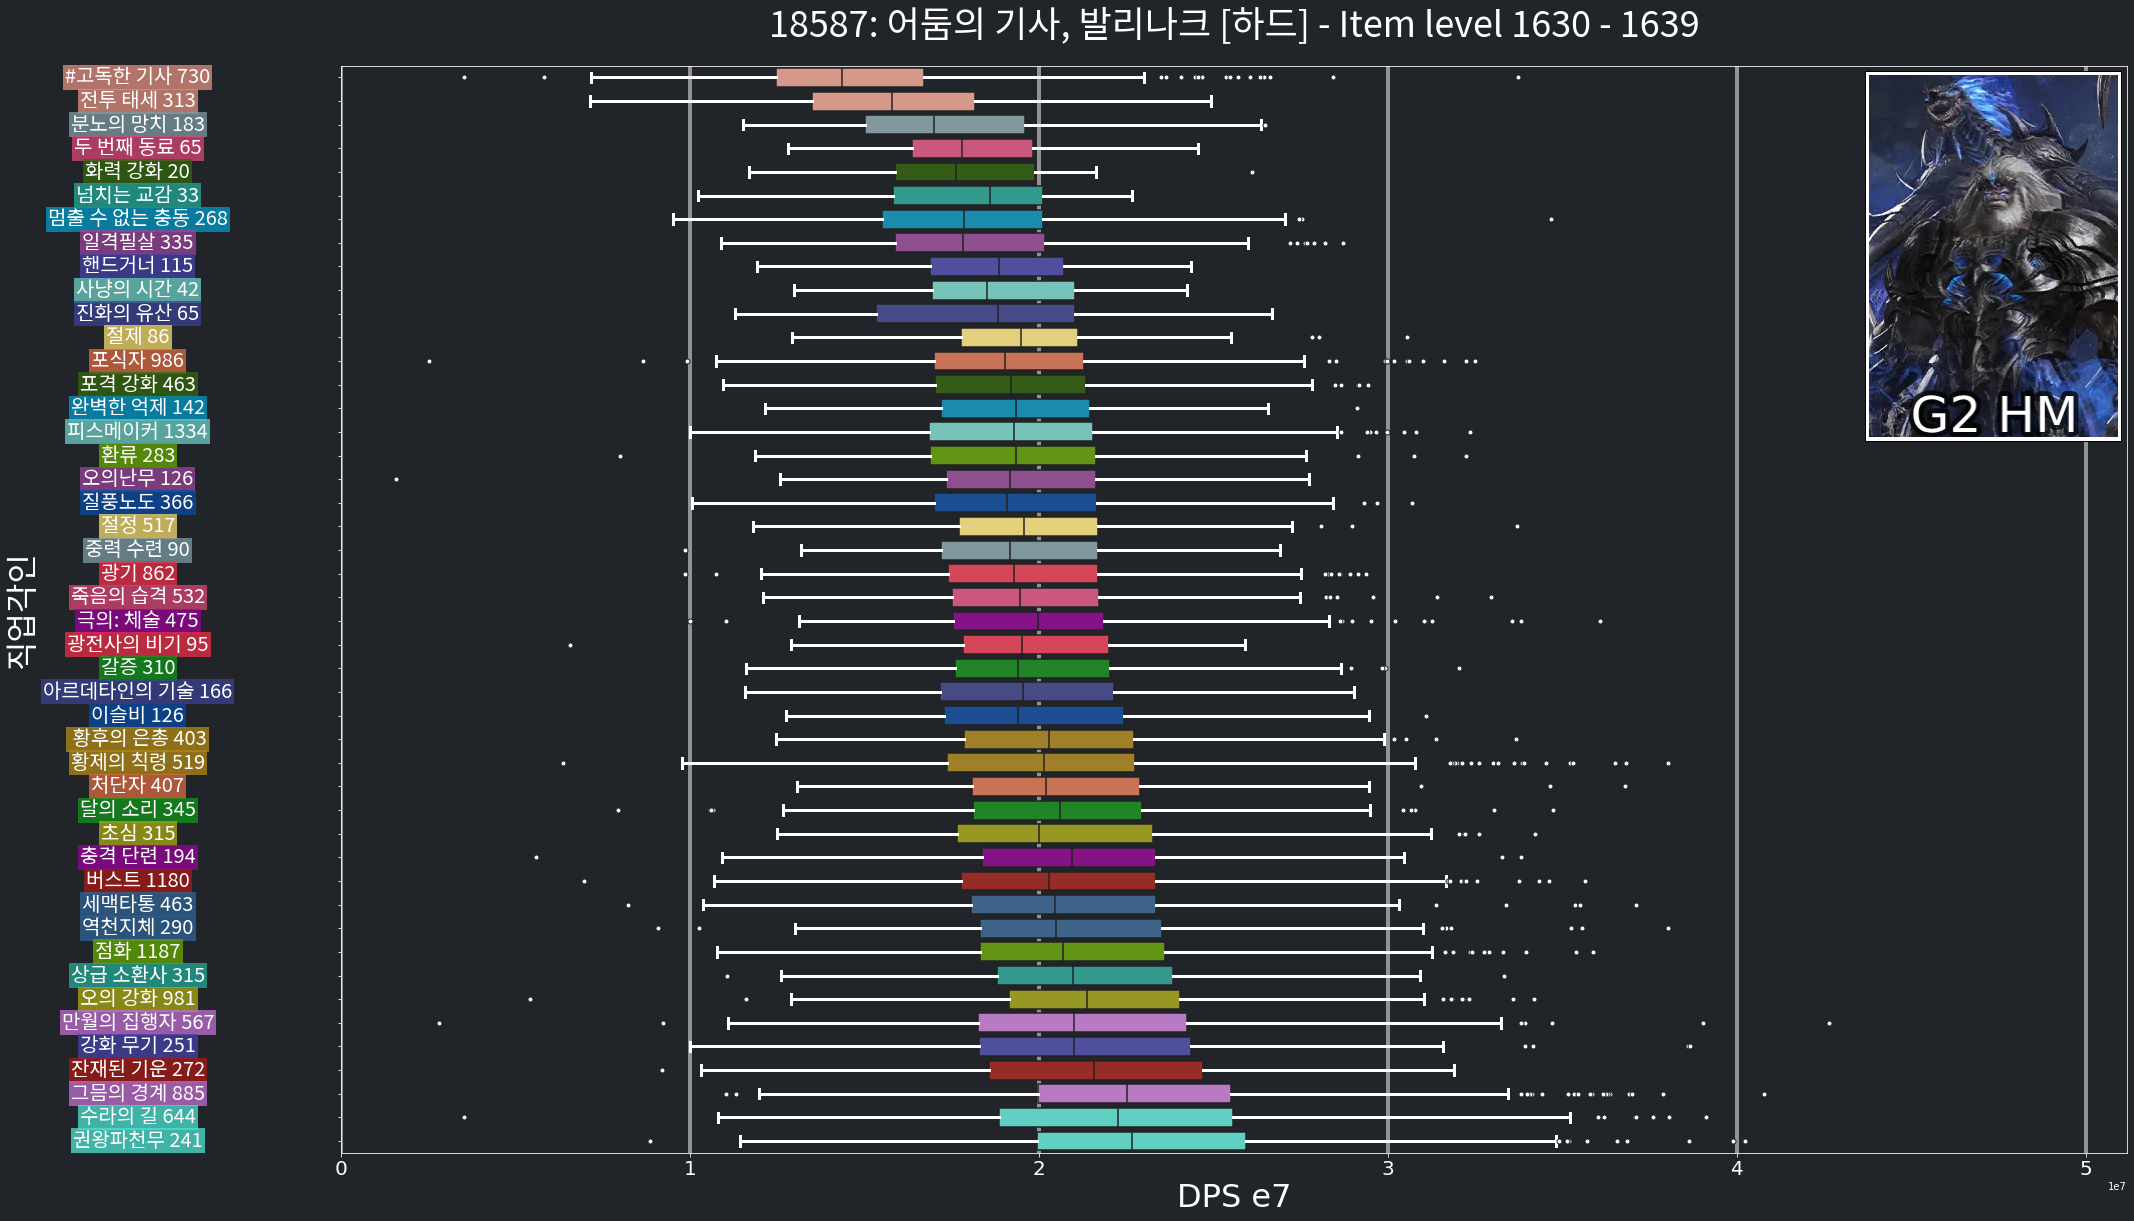 18587: 어둠의 기사, 발리나크 [하드] - Item level 1630 - 1639
#고독한 기사 730
전투 태세 313
분노의 망치 183
두 번째 동료 65
화력 강화 20
넘치는 교감 33
멈출 수 없는 충동 268
일격필살 335
핸드거너 115
사냥의 시간 42
진화의 유산 65
절제 86
포식자 986
포격 강화 463
완벽한 억제 142
피스메이커 1334
환류 283
오의난무 126
질풍노도 366
절정 517
중력 수련 90
광기 862
죽음의 습격 532
극의: 체술 475
광전사의 비기 95
갈증 310
아르데타인의 기술 166
이슬비 126
황후의 은총 403
황제의 칙령 519
처단자 407
달의 소리 345
초심 315
충격 단련 194
버스트 1180
세맥타통 463
역천지체 290
점화 1187
상급 소환사 315
오의 강화 981
만월의 집행자 567
강화 무기 251
잔재된 기운 272
그믐의 경계 885
수라의 길 644
권왕파천무 241
직업각인
G2 HM
0 1 2 3 4 5
1e7
DPS e7